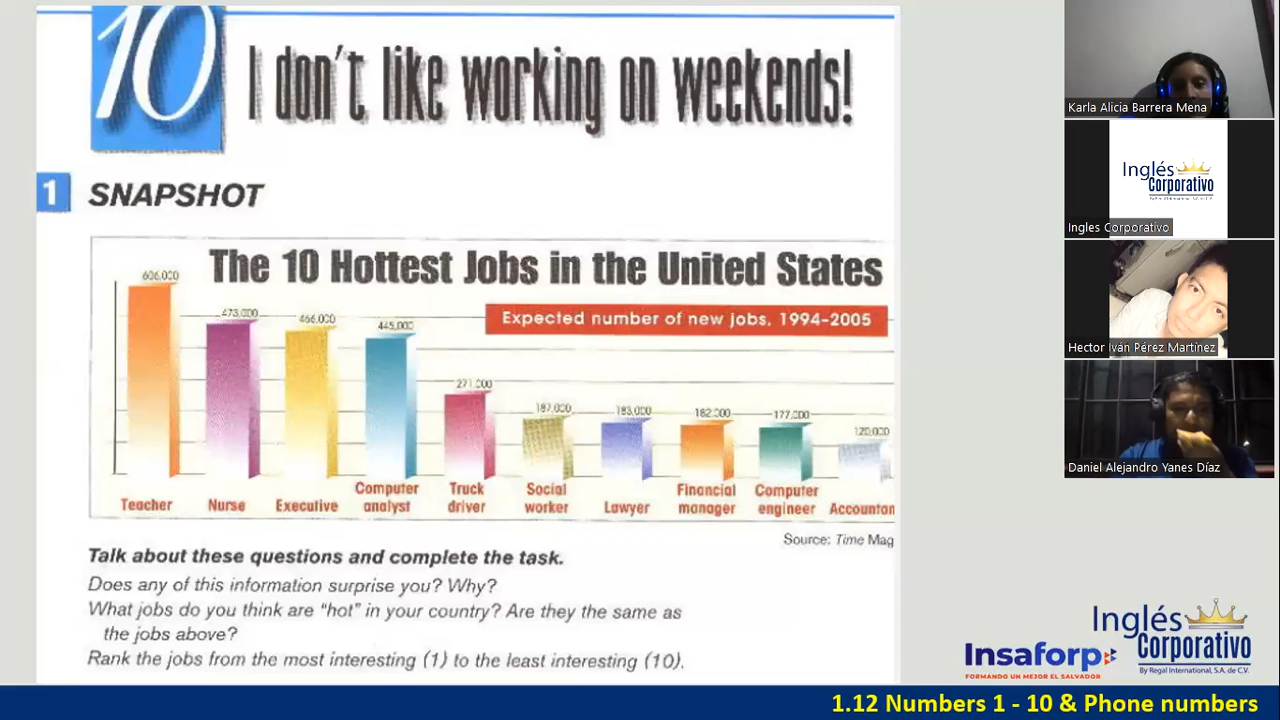 10
I don't like working on weekends!
1 SNAPSHOT
The 10 Hottest Jobs in the United States
Expected number of new jobs, 1994-2005
606,000
473,000
466,000
445,000
271,000
187,000
183,000
182,000
177,000
120,000
Teacher
Nurse
Executive
Computer
analyst
Truck
driver
Social
worker
Lawyer
Financial
manager
Computer
engineer
Accountan
Source: Time Mag
Talk about these questions and complete the task.
Does any of this information surprise you? Why?
What jobs do you think are "hot" in your country? Are they the same as
the jobs above?
Rank the jobs from the most interesting (1) to the least interesting (10).
Karla Alicia Barrera Mena
Inglés
Corporativo
Ingles Corporativo
Hector Iván Pérez Martínez
Daniel Alejandro Yanes Díaz
Insaforp
FORMANDO UN MEJOR EL SALVADOR
Inglés
Corporativo
By Regal International, S.A. de C.V.
1.12 Numbers 1 - 10 & Phone numbers